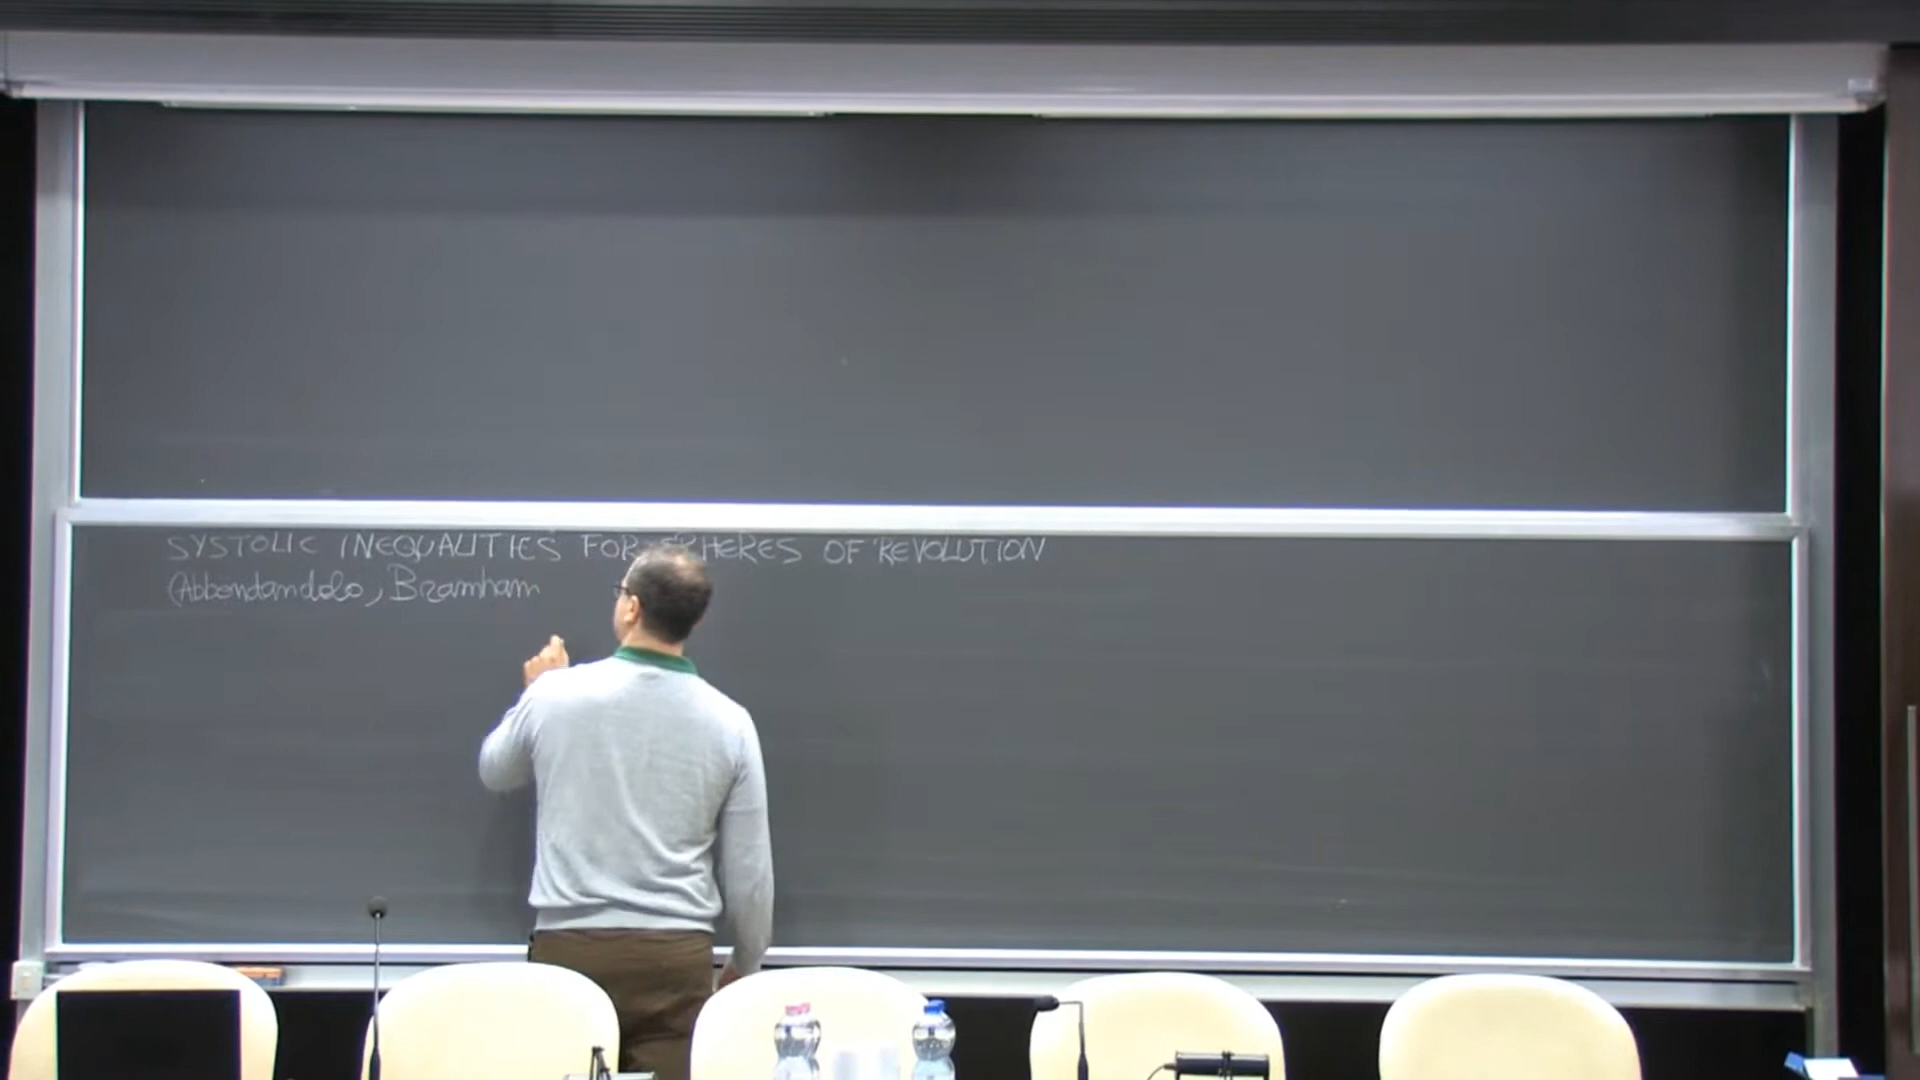 SYSTOLIC INEQUALITIES FOR SPHERES OF REVOLUTION
(Abbondandolo, Bramham